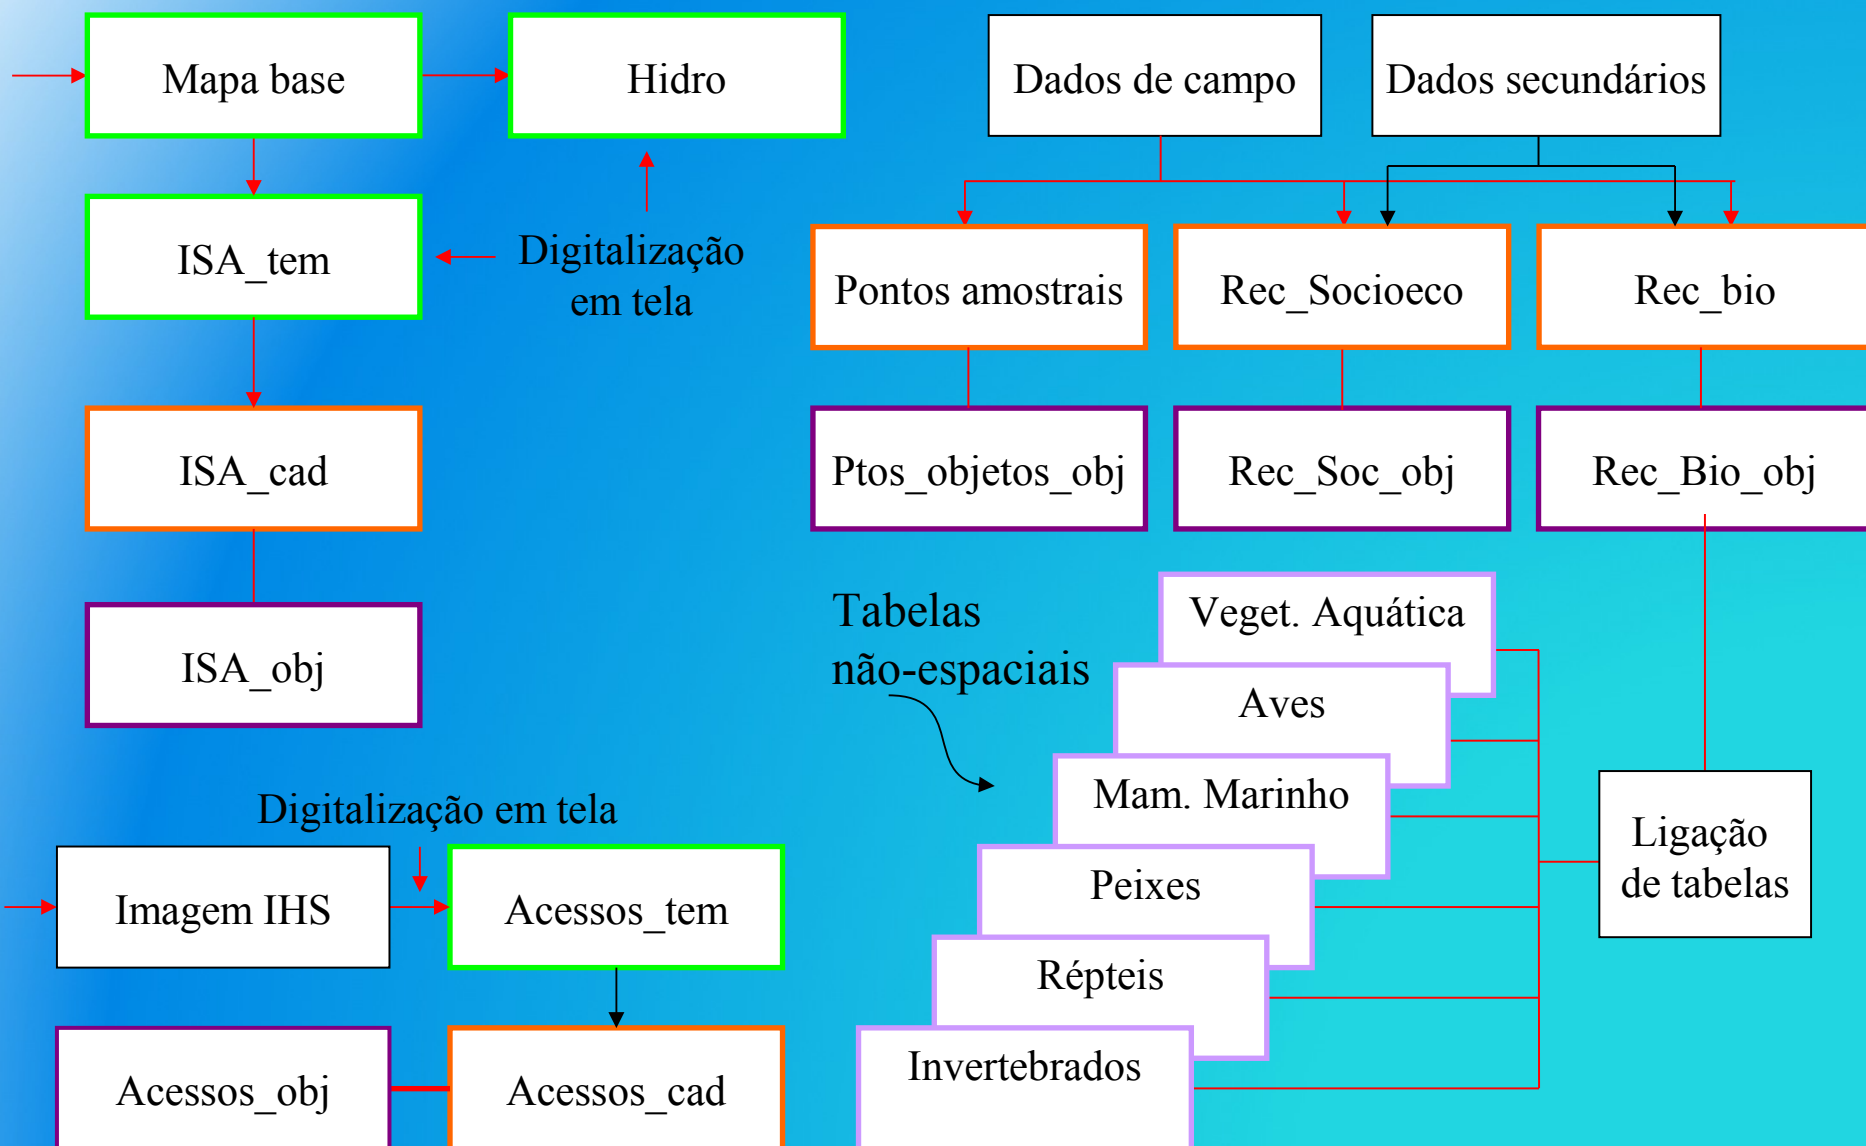 Mapa base
Hidro
Dados de campo
Dados secundários
ISA_tem
Digitalização
em tela
Pontos amostrais
Rec_Socioeco
Rec_bio
ISA_cad
Ptos_objetos_obj
Rec_Soc_obj
Rec_Bio_obj
ISA_obj
Tabelas
não-espaciais
Veget. Aquática
Aves
Mam. Marinho
Peixes
Répteis
Invertebrados
Ligação
de tabelas
Digitalização em tela
Imagem IHS
Acessos_tem
Acessos_obj
Acessos_cad